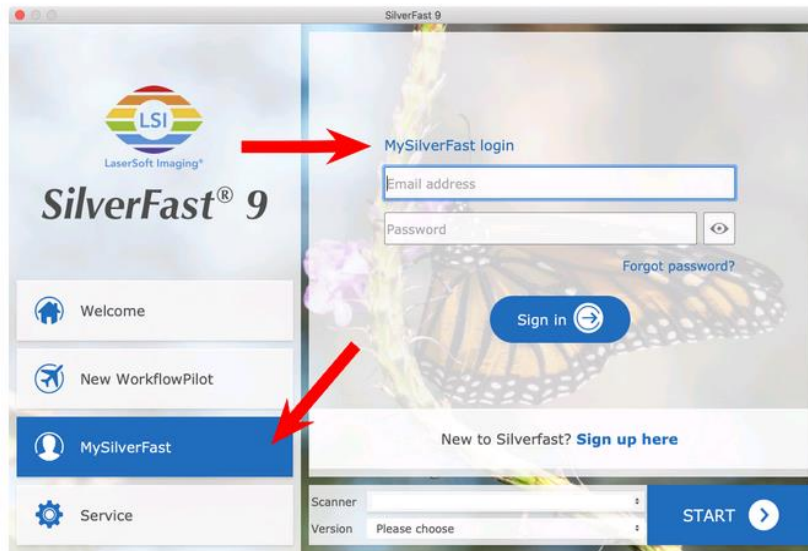 SilverFast 9
LSI
LaserSoft Imaging®
SilverFast® 9
Welcome
New WorkflowPilot
MySilverFast
Service
MySilverFast login
Email address
Password
Forgot password?
Sign in
New to Silverfast? Sign up here
Scanner
Version Please choose
START